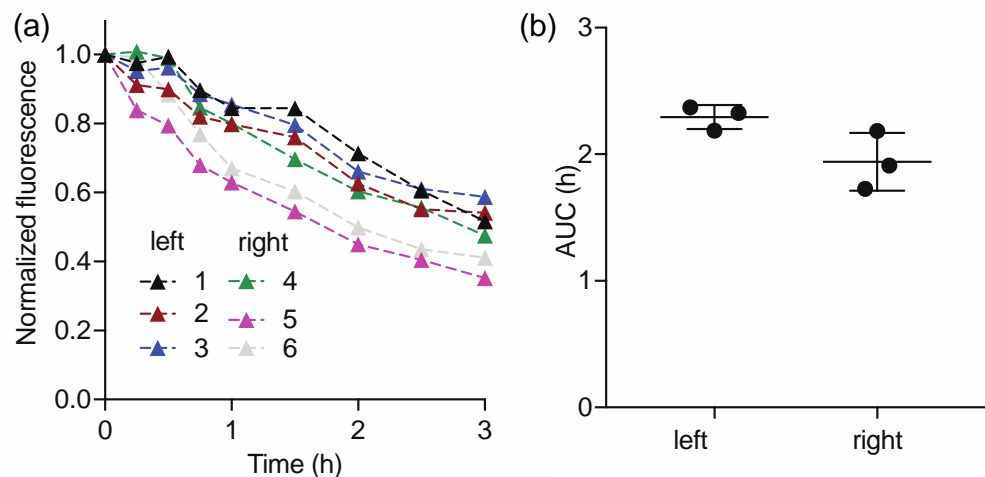 (a)
Normalized fluorescence
1.0
0.8
0.6
0.4
0.2
0.0
left right
1 4
2 5
3 6
0 1 2 3
Time (h)
(b)
AUC (h)
3
2
1
0
left right